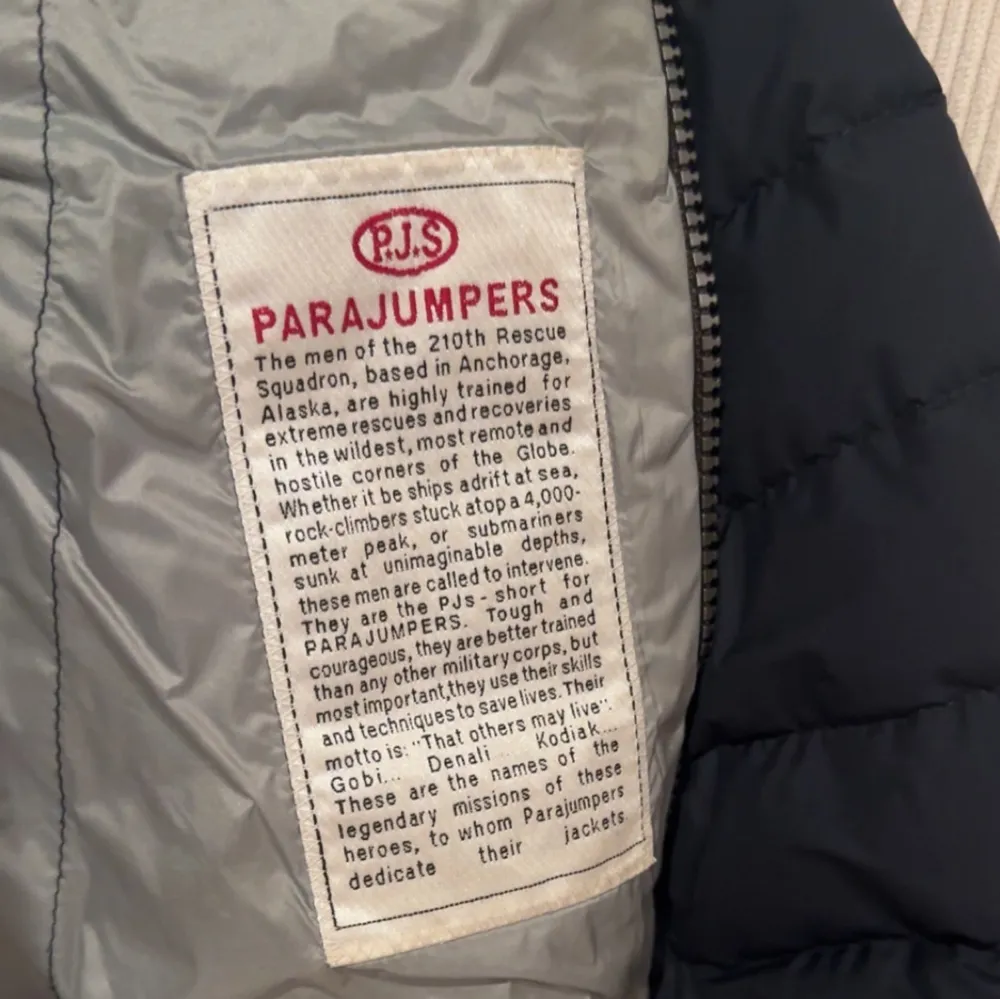 P.J.S
PARAJUMPERS
The men of the 210th Rescue
Squadron, based in Anchorage,
Alaska, are highly trained for
extreme rescues and recoveries
in the wildest, most remote and
hostile corners of the Globe.
Whether it be ships adrift at sea,
rock-climbers stuck atop a 4,000-
meter peak, or submariners
sunk at unimaginable depths,
these men are called to intervene.
They are the PJs - short for
PARAJUMPERS. Tough and
courageous, they are better trained
than any other military corps, but
most important,they use their skills
and techniques to save lives. Their
motto is: "That others may live".
Gobi... Denali... Kodiak...
These are the names of the
legendary missions of these
heroes, to whom Parajumpers
dedicate their jackets.